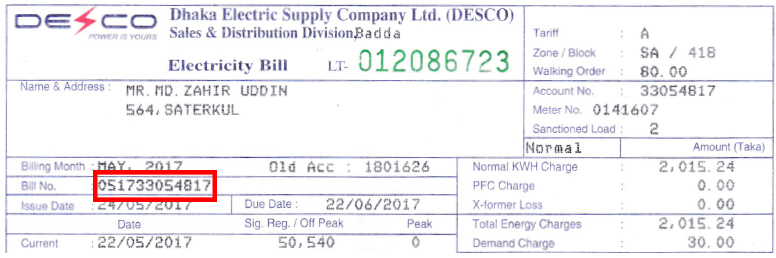 DESCO
POWER IS YOURS
Dhaka Electric Supply Company Ltd. (DESCO)
Sales & Distribution Division,Badda
Electricity Bill LT- 012086723
Tariff : A
Zone / Block : SA / 418
Walking Order : 80.00
Name & Address : MR.MD.ZAHIR UDDIN
564,SATERKUL
Account No. : 33054817
Meter No. 0141607
Sanctioned Load : 2
Normal Amount (Taka)
Billing Month : MAY, 2017 Old Acc : 1801626
Normal KWH Charge : 2,015.24
Bill No. :051733054817
PFC Charge : 0.00
Issue Date :24/05/2017 Due Date : 22/06/2017
X-former Loss : 0.00
Date Sig. Reg. / Off Peak Peak
Total Energy Charges : 2,015.24
Current :22/05/2017 50,540 0
Demand Charge : 30.00